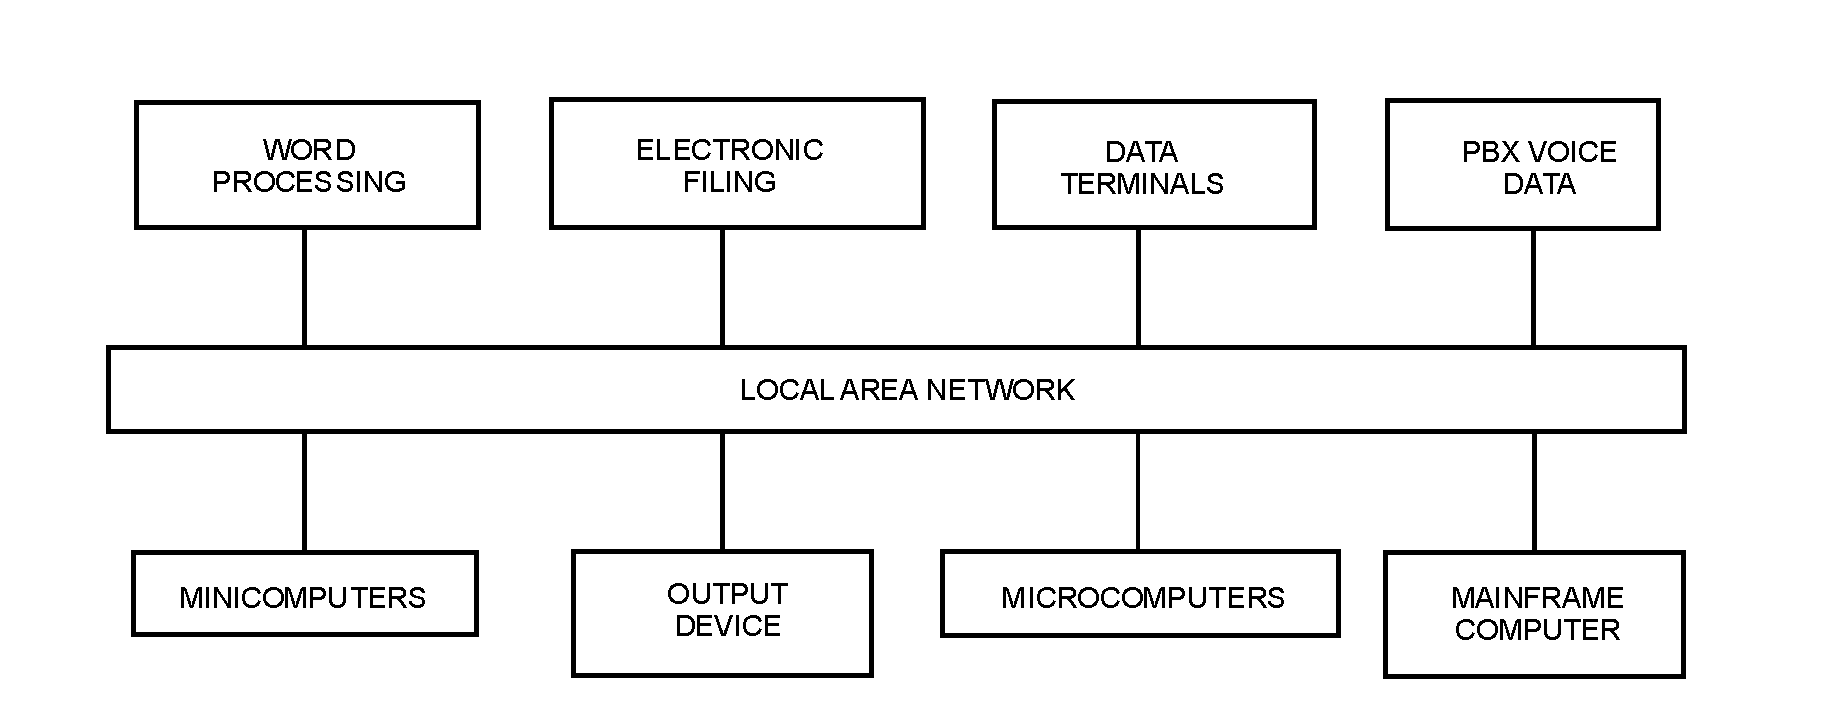 WORD
PROCESSING
ELECTRONIC
FILING
DATA
TERMINALS
PBX VOICE
DATA
LOCAL AREA NETWORK
MINICOMPUTERS
OUTPUT
DEVICE
MICROCOMPUTERS
MAINFRAME
COMPUTER